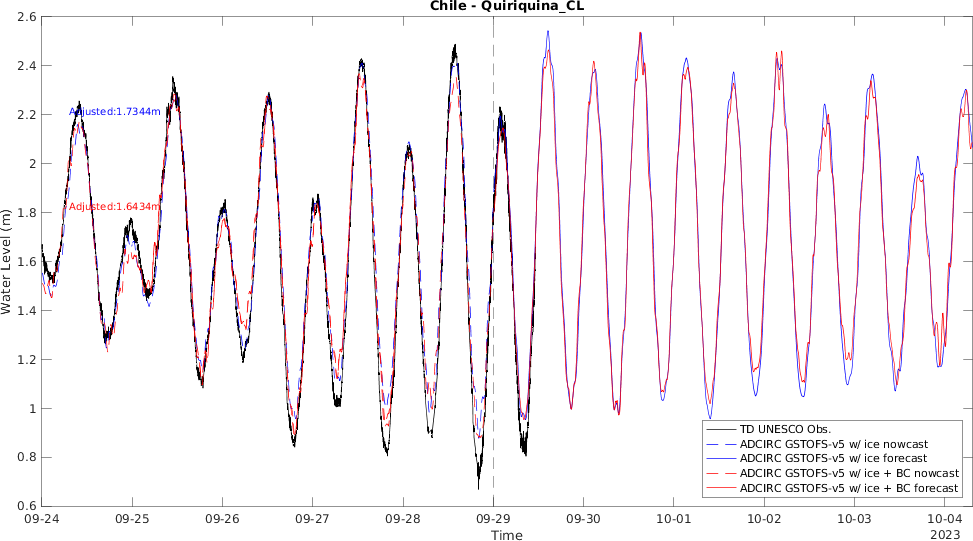 Chile - Quiriquina_CL
2.6
2.4
2.2
2
1.8
1.6
1.4
1.2
1
0.8
0.6
Water Level (m)
Adjusted:1.7344m
Adjusted:1.6434m
TD UNESCO Obs.
ADCIRC GSTOFS-v5 w/ ice nowcast
ADCIRC GSTOFS-v5 w/ ice forecast
ADCIRC GSTOFS-v5 w/ ice + BC nowcast
ADCIRC GSTOFS-v5 w/ ice + BC forecast
09-24 09-25 09-26 09-27 09-28 09-29 09-30 10-01 10-02 10-03 10-04
Time 2023